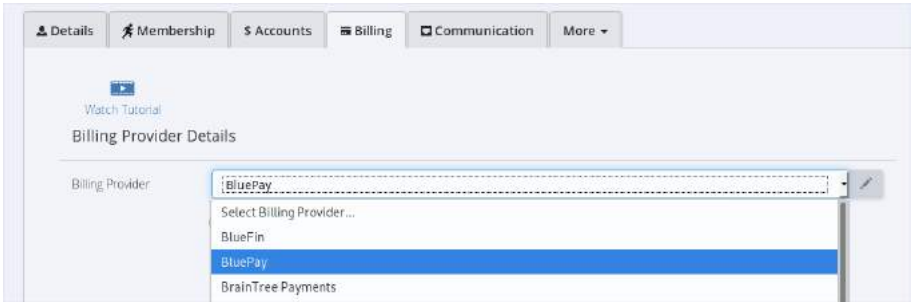 Details Membership $ Accounts Billing Communication More
Watch Tutorial
Billing Provider Details
Billing Provider BluePay
Select Billing Provider...
BlueFin
BluePay
BrainTree Payments